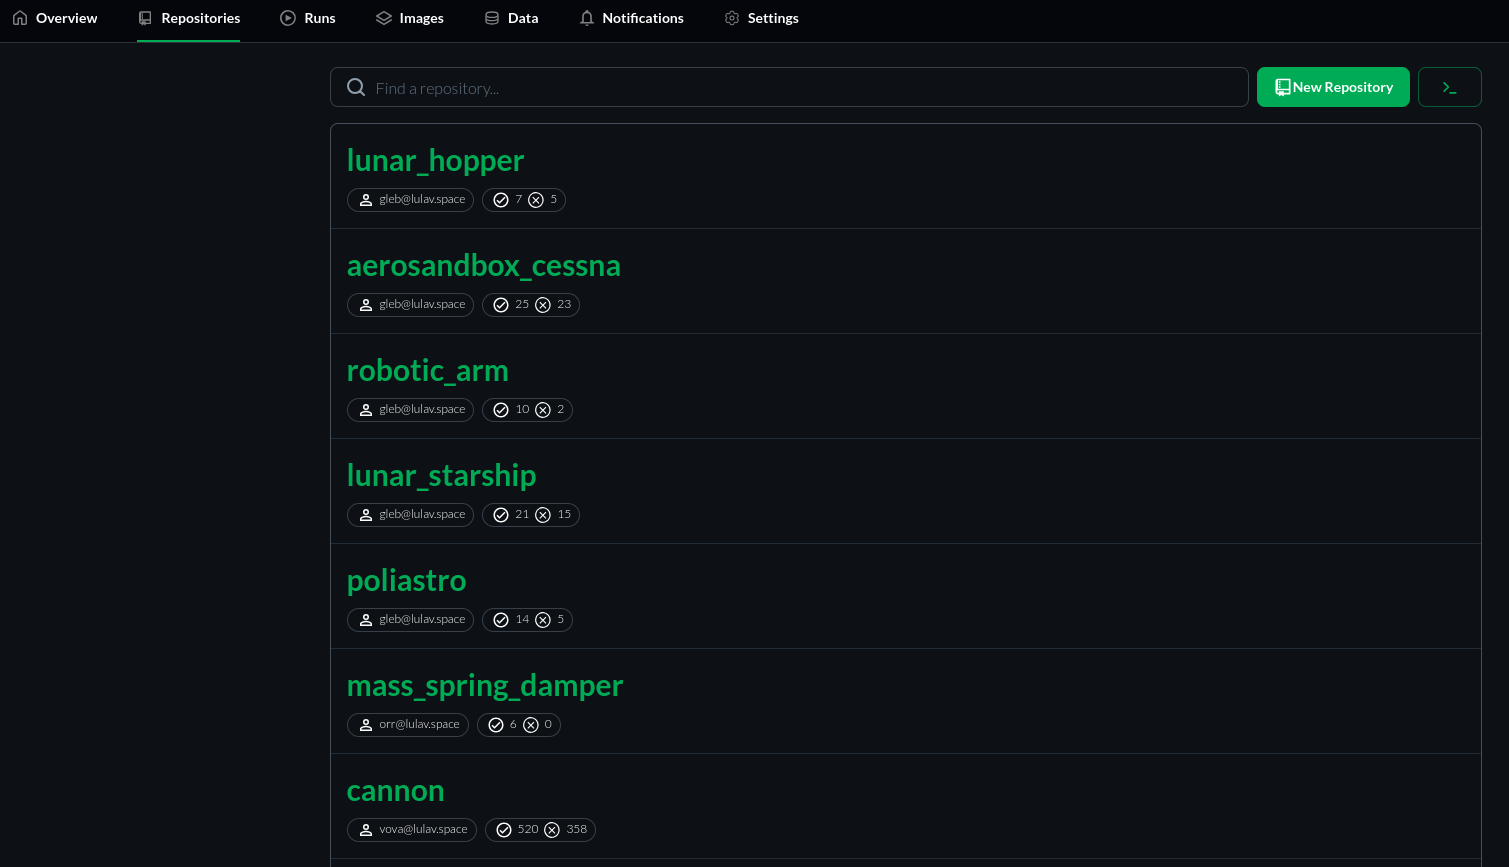 Overview Repositories Runs Images Data Notifications Settings
Find a repository... New Repository
lunar_hopper
gleb@lulav.space 7 5
aerosandbox_cessna
gleb@lulav.space 25 23
robotic_arm
gleb@lulav.space 10 2
lunar_starship
gleb@lulav.space 21 15
poliastro
gleb@lulav.space 14 5
mass_spring_damper
orr@lulav.space 6 0
cannon
vova@lulav.space 520 358